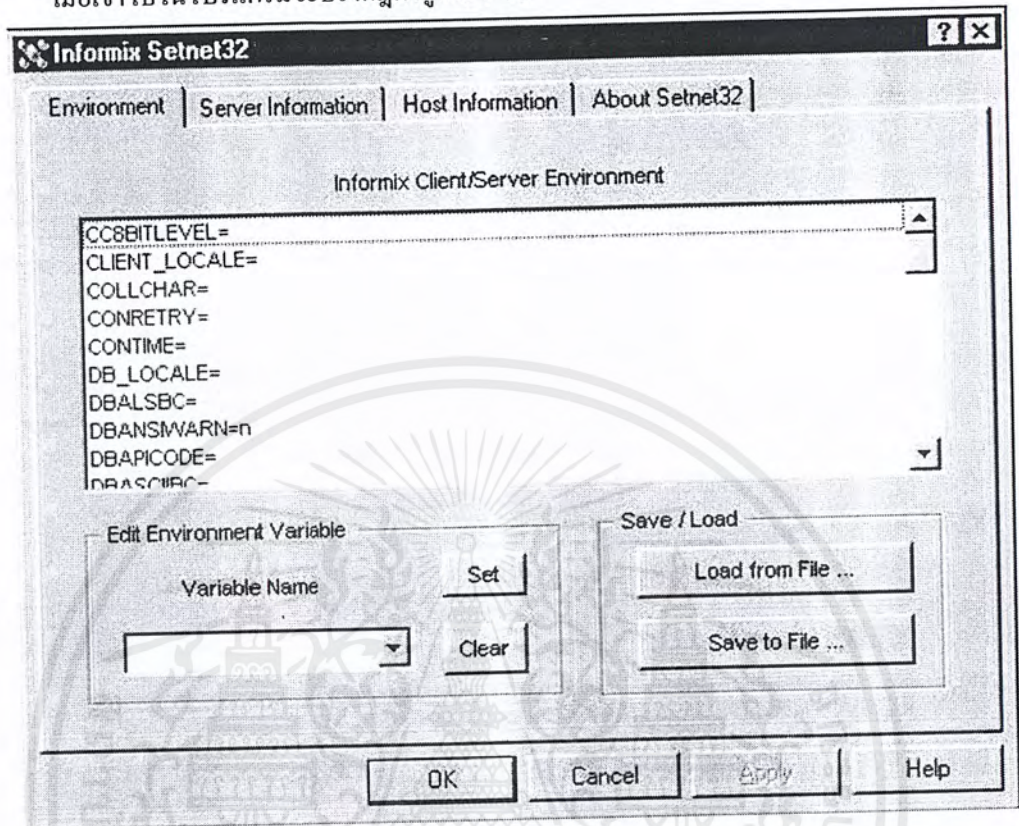 Informix Setnet32
Environment
Server Information
Host Information
About Setnet32
Informix Client/Server Environment
CC8BITLEVEL=
CLIENT_LOCALE=
COLLCHAR=
CONRETRY=
CONTIME=
DB_LOCALE=
DBALSBC=
DBANSIWARN=n
DBAPICODE=
Edit Environment Variable
Variable Name
Set
Clear
Save / Load
Load from File ...
Save to File ...
OK
Cancel
Apply
Help